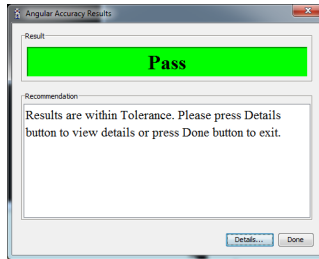 Angular Accuracy Results
Result
Pass
Recommendation
Results are within Tolerance. Please press Details
button to view details or press Done button to exit.
Details...
Done